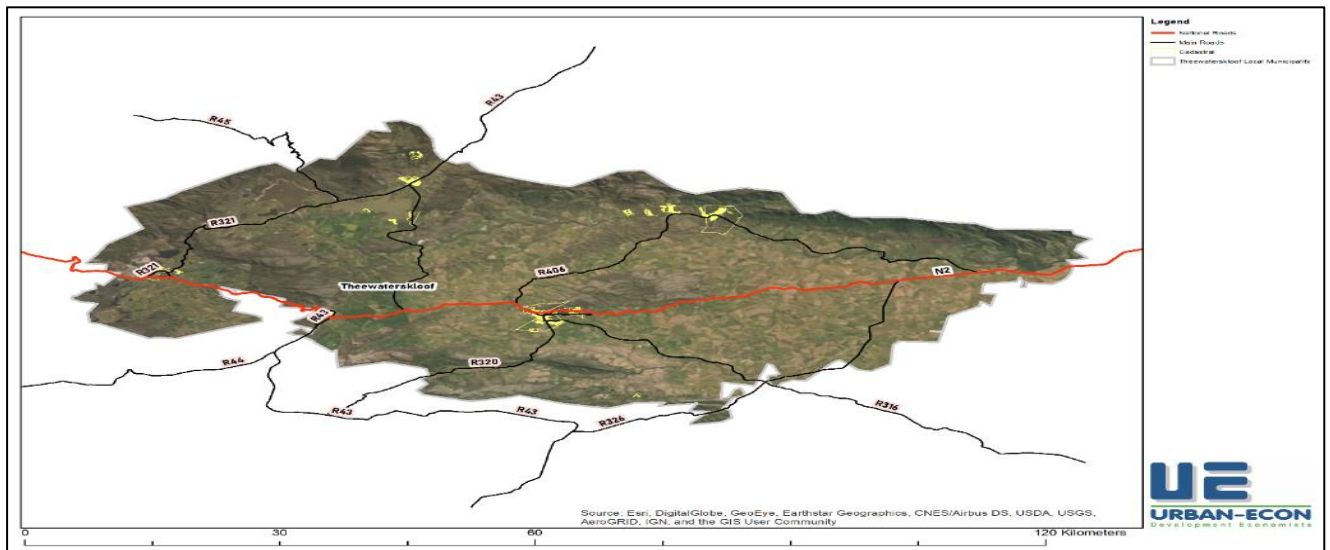 Legend
National Roads
Main Roads
Cadastral
Theewaterskloof Local Municipality
R43
R45
R321
R321
R406
N2
Theewaterskloof
R43
R44
R320
R43
R43
R326
R316
Source: Esri, DigitalGlobe, GeoEye, Earthstar Geographics, CNES/Airbus DS, USDA, USGS,
AeroGRID, IGN, and the GIS User Community
UE
URBAN-ECON
Development Economists
0 30 60 120 Kilometers